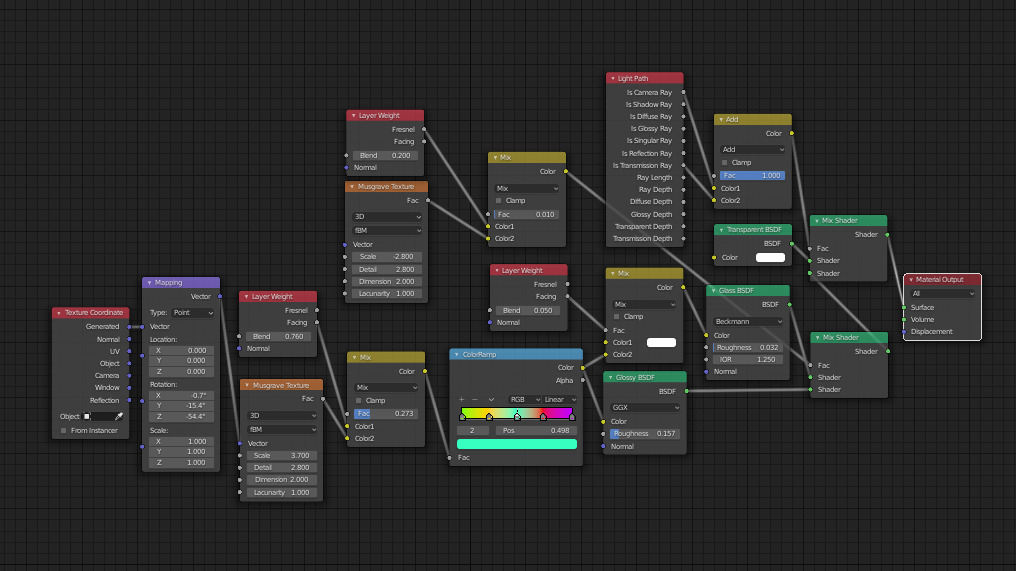 Texture Coordinate
Generated
Normal
UV
Object
Camera
Window
Reflection
Object:
From Instancer
Mapping
Vector
Type: Point
Vector
Location:
X 0.000
Y 0.000
Z 0.000
Rotation:
X -0.7°
Y -15.4°
Z -54.4°
Scale:
X 1.000
Y 1.000
Z 1.000
Layer Weight
Fresnel
Facing
Blend 0.760
Normal
Musgrave Texture
Fac
3D
fBM
Vector
Scale 3.700
Detail 2.800
Dimension 2.000
Lacunarity 1.000
Layer Weight
Fresnel
Facing
Blend 0.200
Normal
Musgrave Texture
Fac
3D
fBM
Vector
Scale -2.800
Detail 2.800
Dimension 2.000
Lacunarity 1.000
Mix
Color
Mix
Clamp
Fac 0.273
Color1
Color2
Mix
Color
Mix
Clamp
Fac 0.010
Color1
Color2
Layer Weight
Fresnel
Facing
Blend 0.050
Normal
ColorRamp
Color
Alpha
RGB Linear
2 Pos 0.498
Fac
Light Path
Is Camera Ray
Is Shadow Ray
Is Diffuse Ray
Is Glossy Ray
Is Singular Ray
Is Reflection Ray
Is Transmission Ray
Ray Length
Ray Depth
Diffuse Depth
Glossy Depth
Transparent Depth
Transmission Depth
Mix
Color
Mix
Clamp
Fac
Color1
Color2
Glossy BSDF
BSDF
GGX
Color
Roughness 0.157
Normal
Add
Color
Add
Clamp
Fac 1.000
Color1
Color2
Transparent BSDF
BSDF
Color
Glass BSDF
BSDF
Beckmann
Color
Roughness 0.032
IOR 1.250
Normal
Mix Shader
Shader
Fac
Shader
Shader
Mix Shader
Shader
Fac
Shader
Shader
Material Output
All
Surface
Volume
Displacement